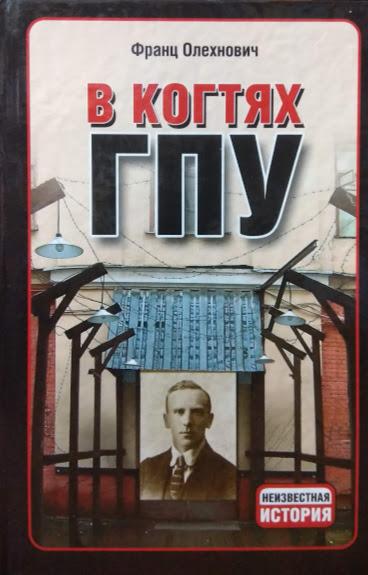 Франц Олехнович
В КОГТЯХ
ГПУ
НЕИЗВЕСТНАЯ
ИСТОРИЯ